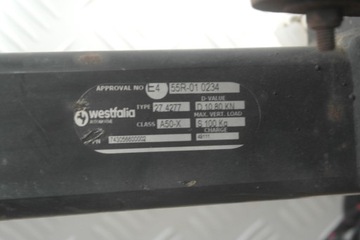 APPROVAL NO E4 55R-01 0234
westfalia
AUTOMOTIVE
TYPE 27 4277
D-VALUE
D 10,80 KN
MAX. VERT. LOAD
CLASS A50-X S 100 Kg
CHARGE